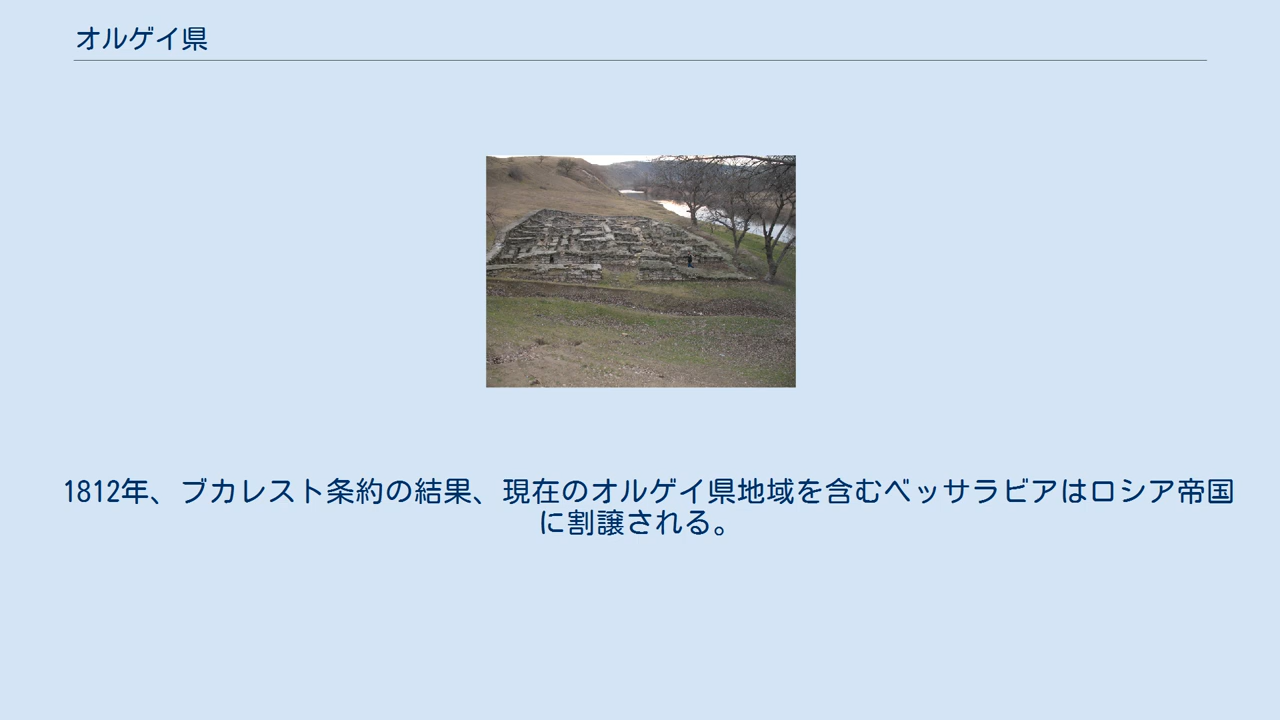 オルゲイ県
1812年、ブカレスト条約の結果、現在のオルゲイ県地域を含むベッサラビアはロシア帝国
に割譲される。